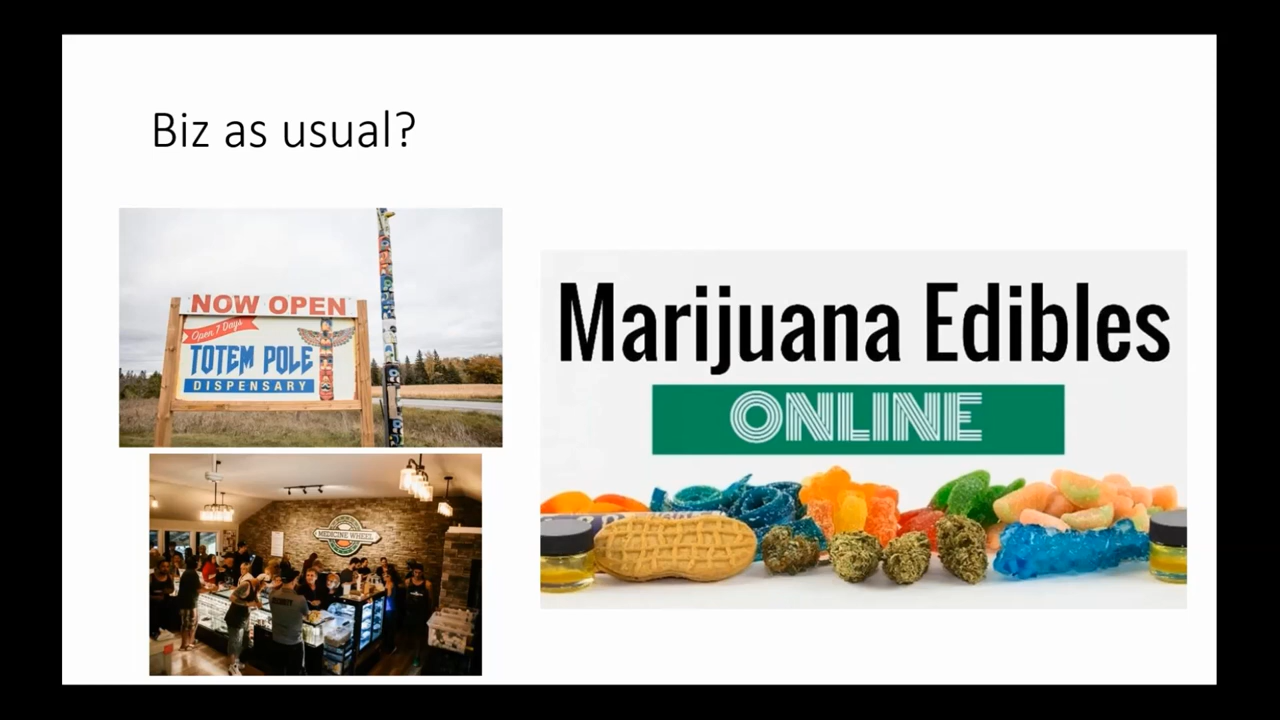 Biz as usual?
NOW OPEN
Open 7 Days
TOTEM POLE
DISPENSARY
MEDICINE WHEEL
Marijuana Edibles
ONLINE